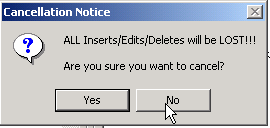 Cancellation Notice
ALL Inserts/Edits/Deletes will be LOST!!!
Are you sure you want to cancel?
Yes
No